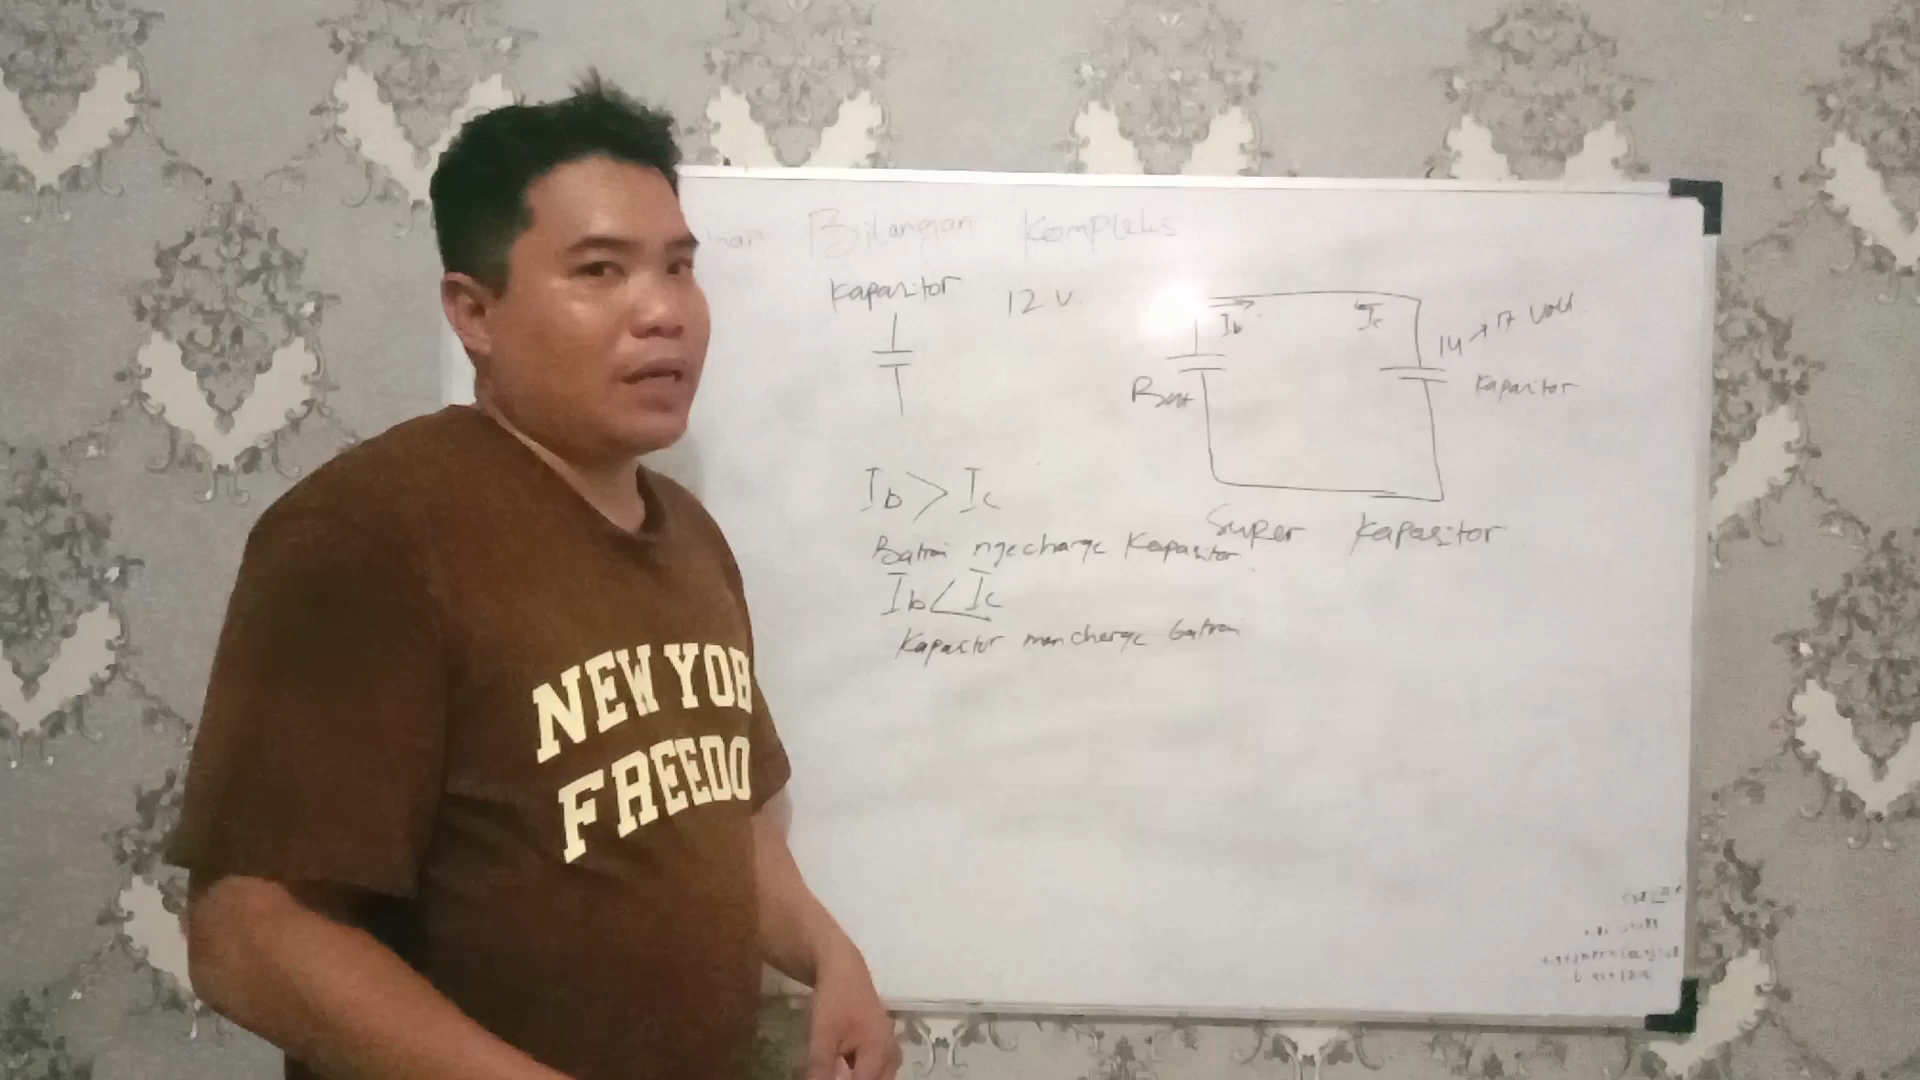 Bilangan Kompleks
Kapasitor 12 V
Ib Ic
14 → 17 Volt
Batt
Kapasitor
Ib > Ic
Batrai ngecharge Kapasitor
Super Kapasitor
Ib < Ic
Kapasitor mencharge batrai
NEW YOR
FREEDO